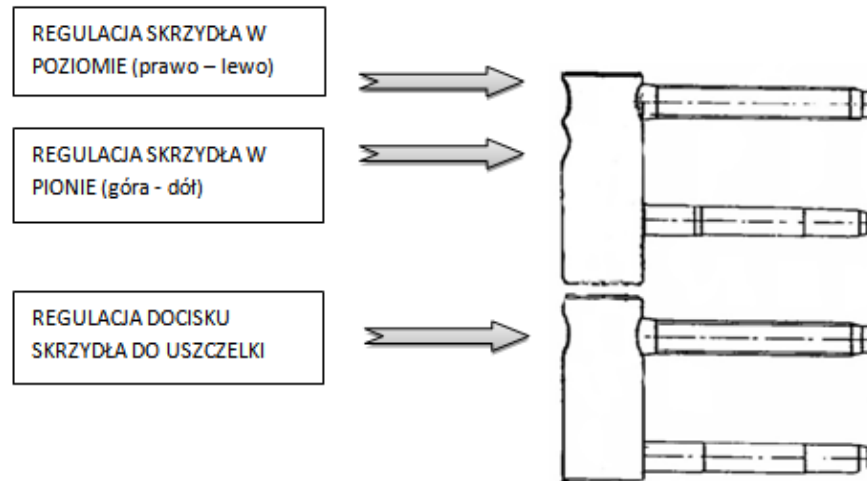 REGULACJA SKRZYDŁA W
POZIOMIE (prawo – lewo)
REGULACJA SKRZYDŁA W
PIONIE (góra - dół)
REGULACJA DOCISKU
SKRZYDŁA DO USZCZELKI